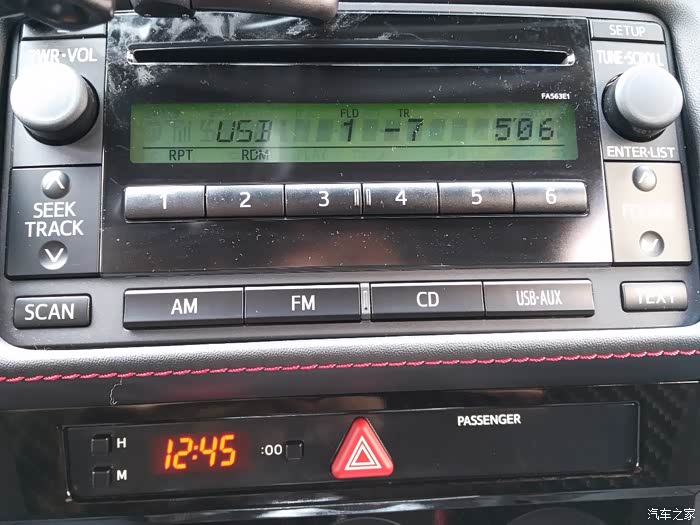 PWR·VOL
SETUP
TUNE·SCROLL
FA563E1
FLD TR
USB 1 -7 506
RPT RDM PLAY
ENTER·LIST
SEEK
TRACK
1 2 3 4 5 6
FOLDER
SCAN AM FM CD USB·AUX TEXT
PASSENGER
H
12:45 :00
M
汽车之家